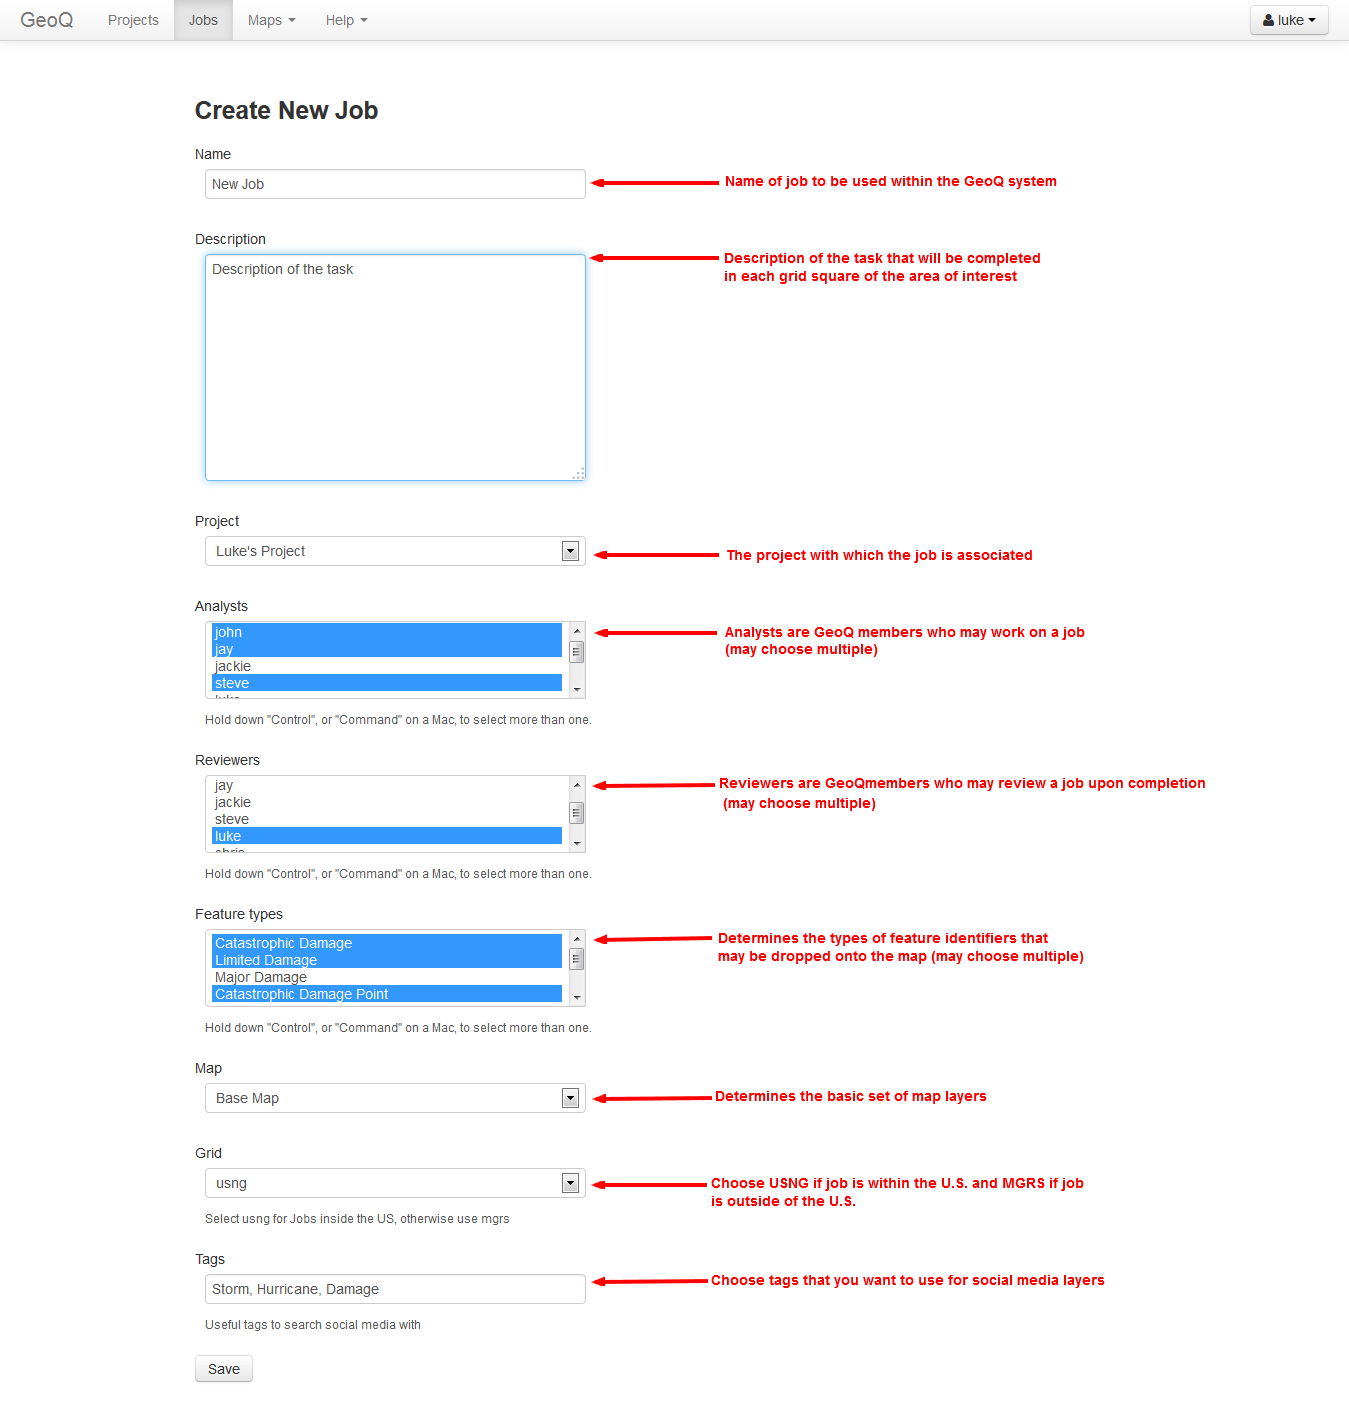 GeoQ Projects Jobs Maps Help luke
Create New Job
Name
New Job
Name of job to be used within the GeoQ system
Description
Description of the task
Description of the task that will be completed
in each grid square of the area of interest
Project
Luke's Project
The project with which the job is associated
Analysts
john
jay
jackie
steve
Analysts are GeoQ members who may work on a job
(may choose multiple)
Hold down "Control", or "Command" on a Mac, to select more than one.
Reviewers
jay
jackie
steve
luke
Reviewers are GeoQmembers who may review a job upon completion
(may choose multiple)
Hold down "Control", or "Command" on a Mac, to select more than one.
Feature types
Catastrophic Damage
Limited Damage
Major Damage
Catastrophic Damage Point
Determines the types of feature identifiers that
may be dropped onto the map (may choose multiple)
Hold down "Control", or "Command" on a Mac, to select more than one.
Map
Base Map
Determines the basic set of map layers
Grid
usng
Choose USNG if job is within the U.S. and MGRS if job
is outside of the U.S.
Select usng for Jobs inside the US, otherwise use mgrs
Tags
Storm, Hurricane, Damage
Choose tags that you want to use for social media layers
Useful tags to search social media with
Save